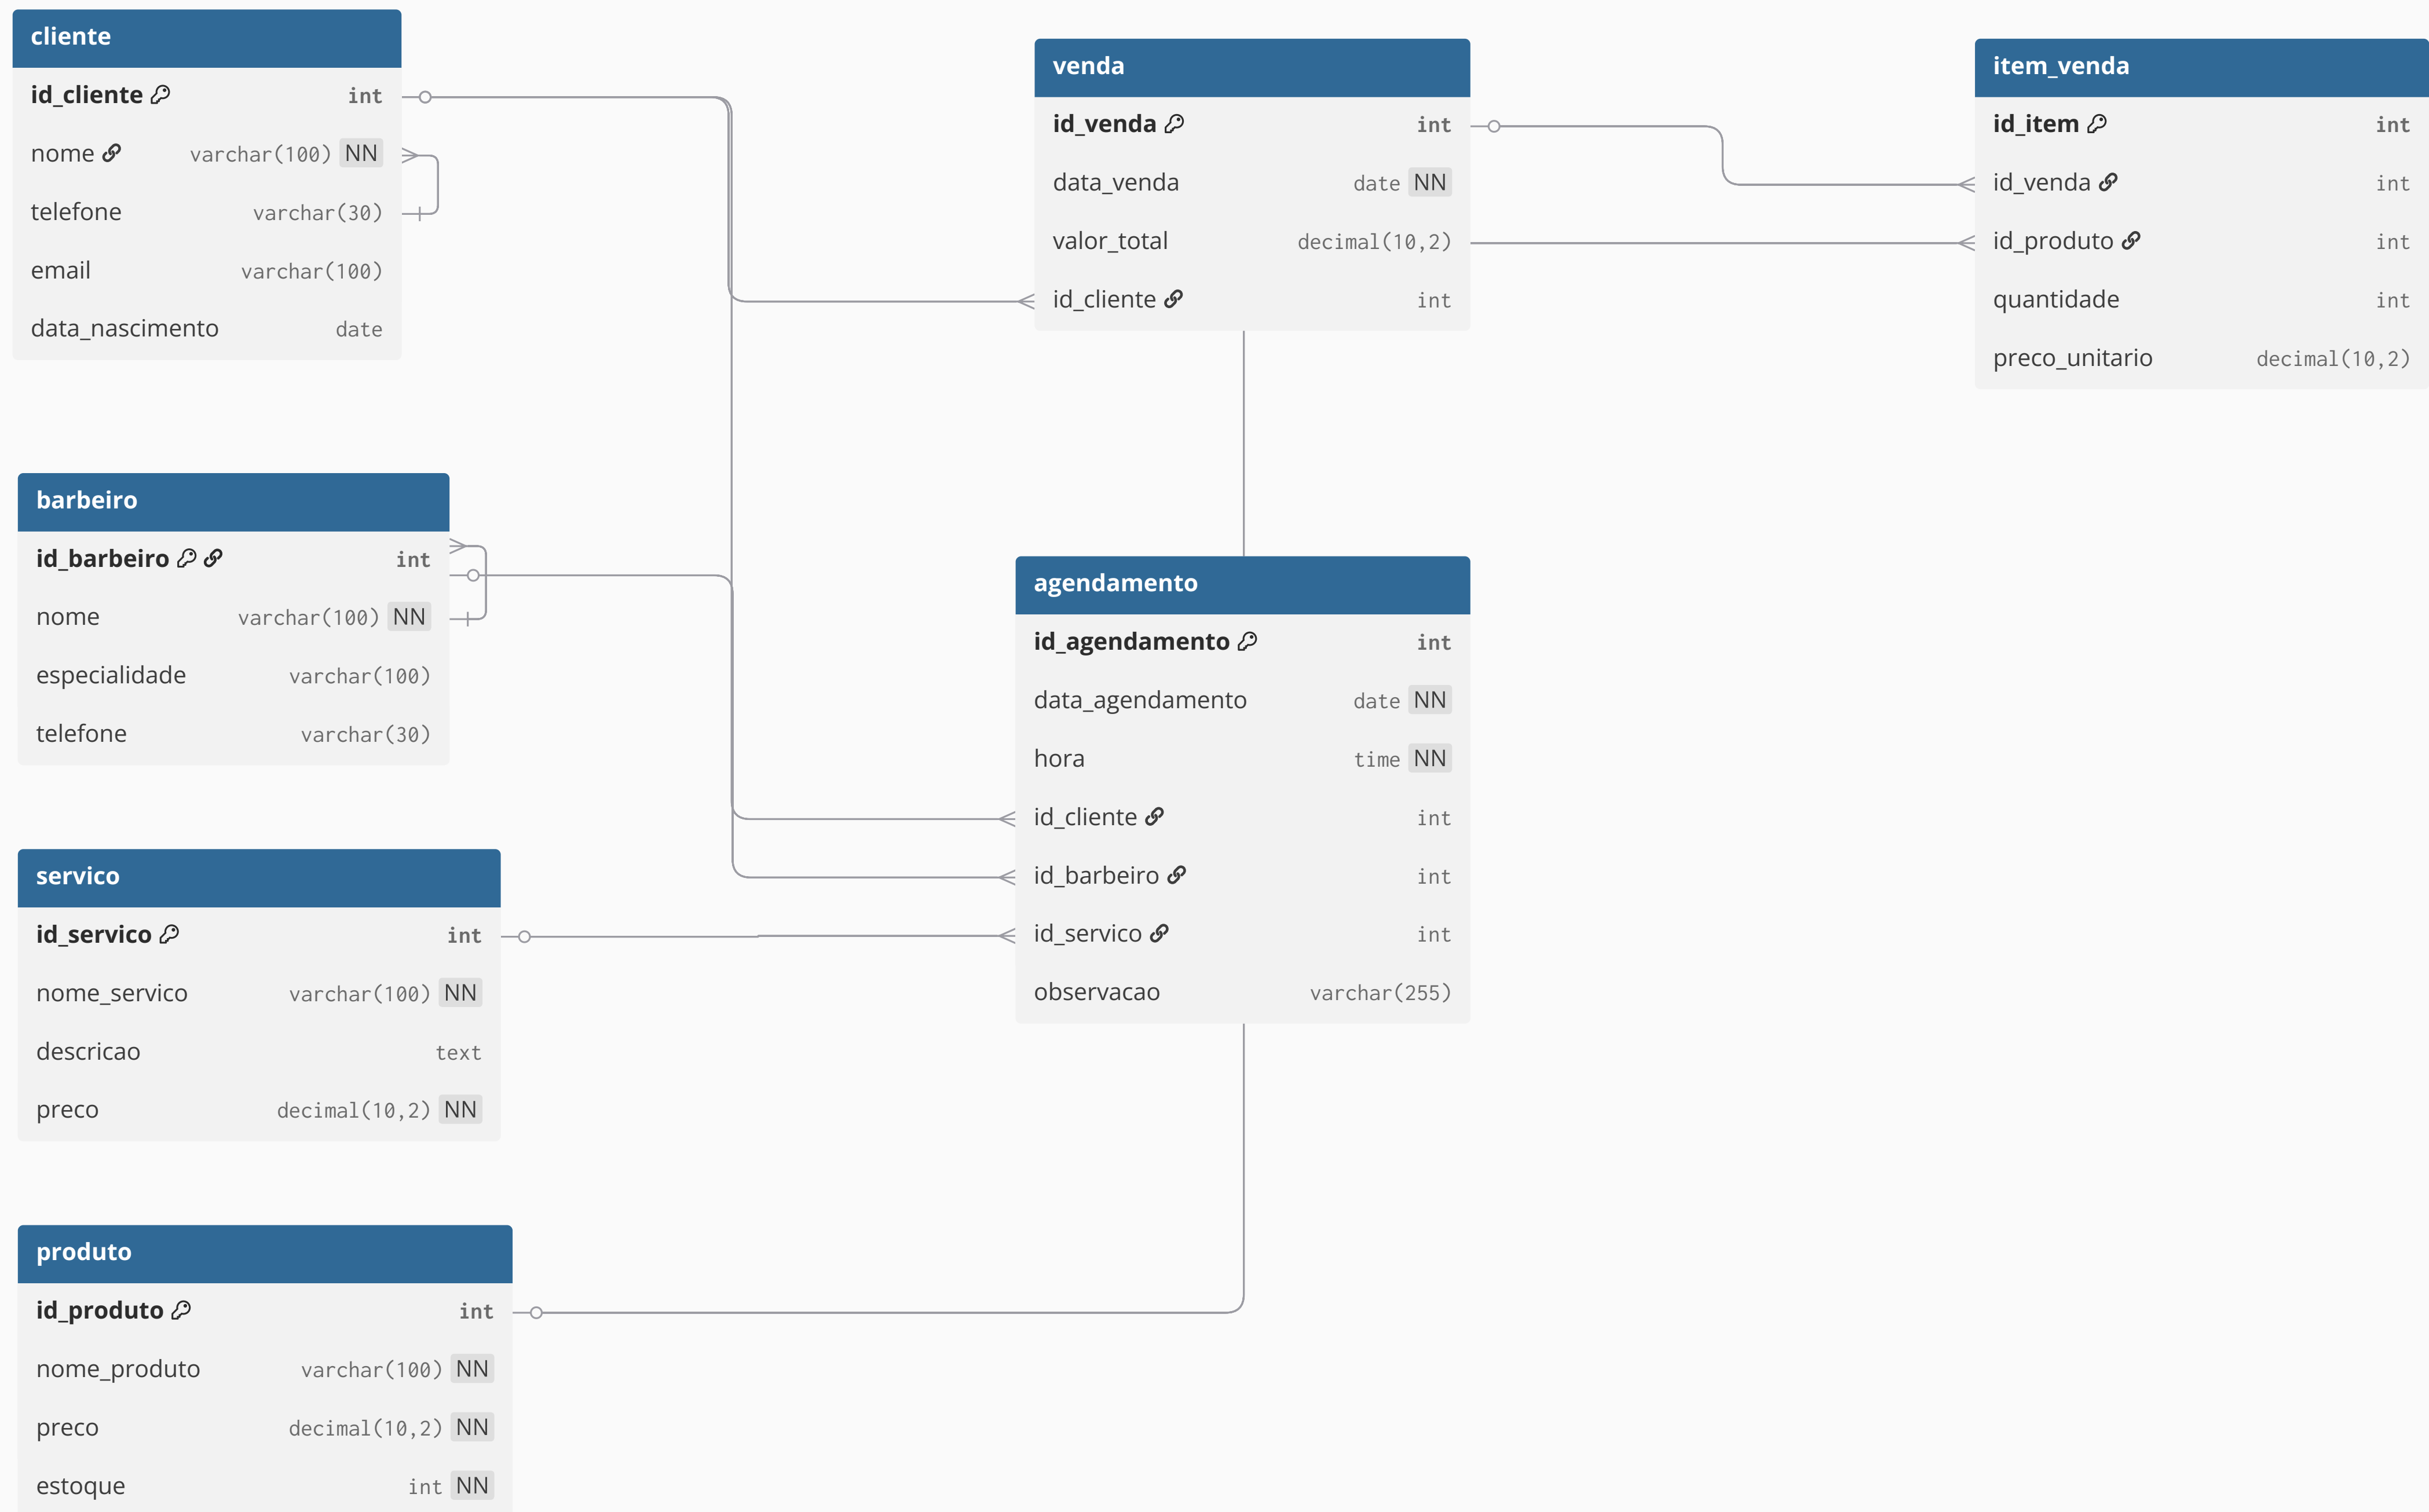 cliente
id_cliente int
nome varchar(100) NN
telefone varchar(30)
email varchar(100)
data_nascimento date
venda
id_venda int
data_venda date NN
valor_total decimal(10,2)
id_cliente int
item_venda
id_item int
id_venda int
id_produto int
quantidade int
preco_unitario decimal(10,2)
barbeiro
id_barbeiro int
nome varchar(100) NN
especialidade varchar(100)
telefone varchar(30)
agendamento
id_agendamento int
data_agendamento date NN
hora time NN
id_cliente int
id_barbeiro int
id_servico int
observacao varchar(255)
servico
id_servico int
nome_servico varchar(100) NN
descricao text
preco decimal(10,2) NN
produto
id_produto int
nome_produto varchar(100) NN
preco decimal(10,2) NN
estoque int NN